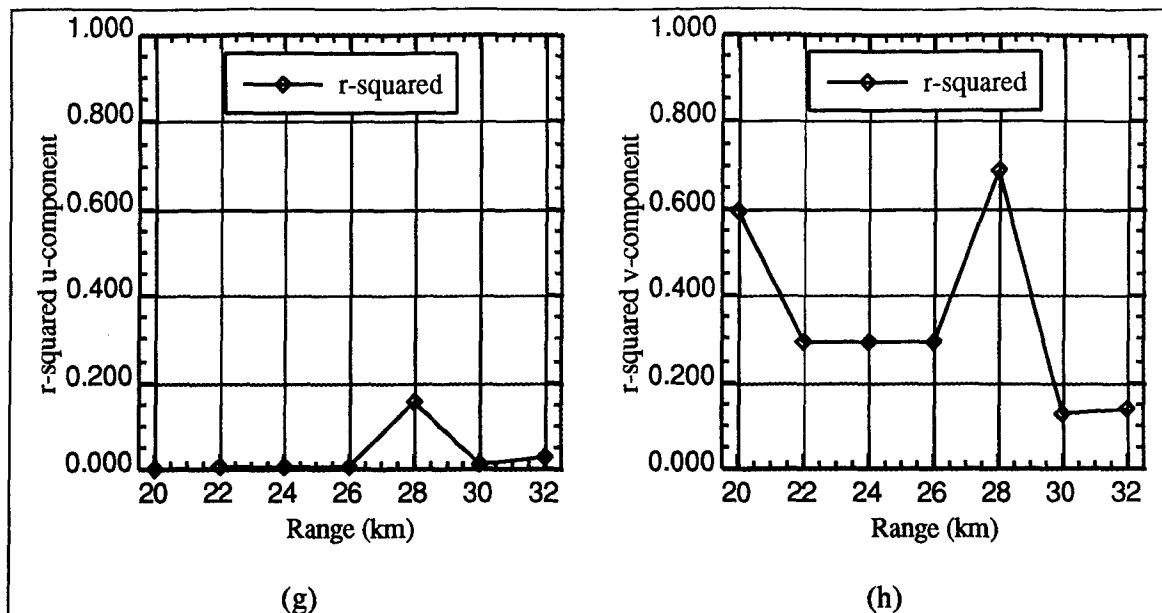 1.000
0.800
0.600
0.400
0.200
0.000
r-squared u-component
r-squared
20 22 24 26 28 30 32
Range (km)
(g)
1.000
0.800
0.600
0.400
0.200
0.000
r-squared v-component
r-squared
20 22 24 26 28 30 32
Range (km)
(h)